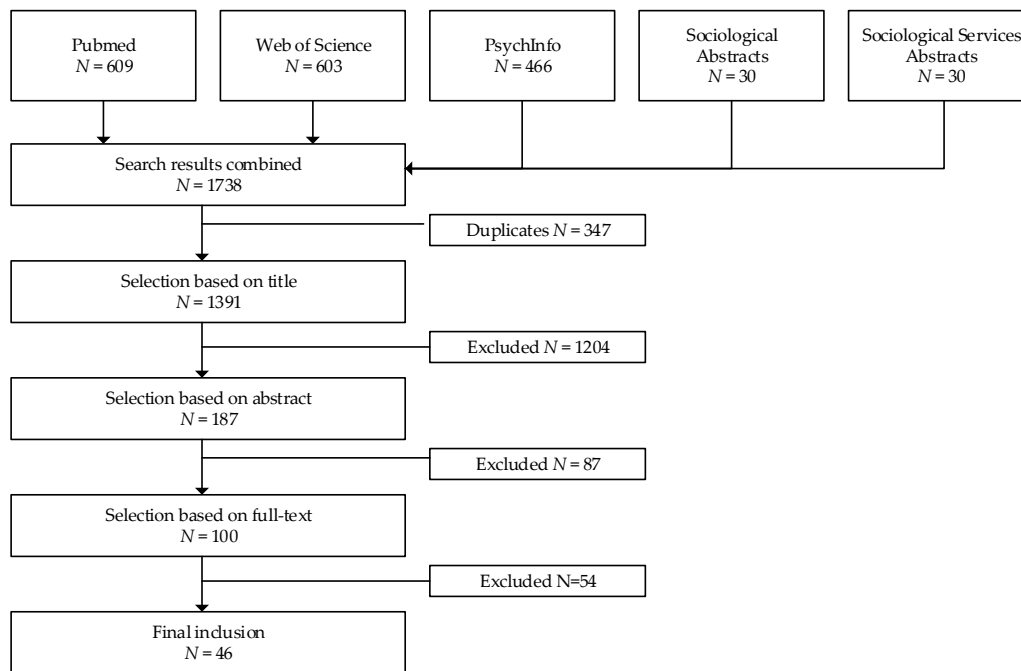 Pubmed
N = 609
Web of Science
N = 603
PsychInfo
N = 466
Sociological
Abstracts
N = 30
Sociological Services
Abstracts
N = 30
Search results combined
N = 1738
Duplicates N = 347
Selection based on title
N = 1391
Excluded N = 1204
Selection based on abstract
N = 187
Excluded N = 87
Selection based on full-text
N = 100
Excluded N=54
Final inclusion
N = 46